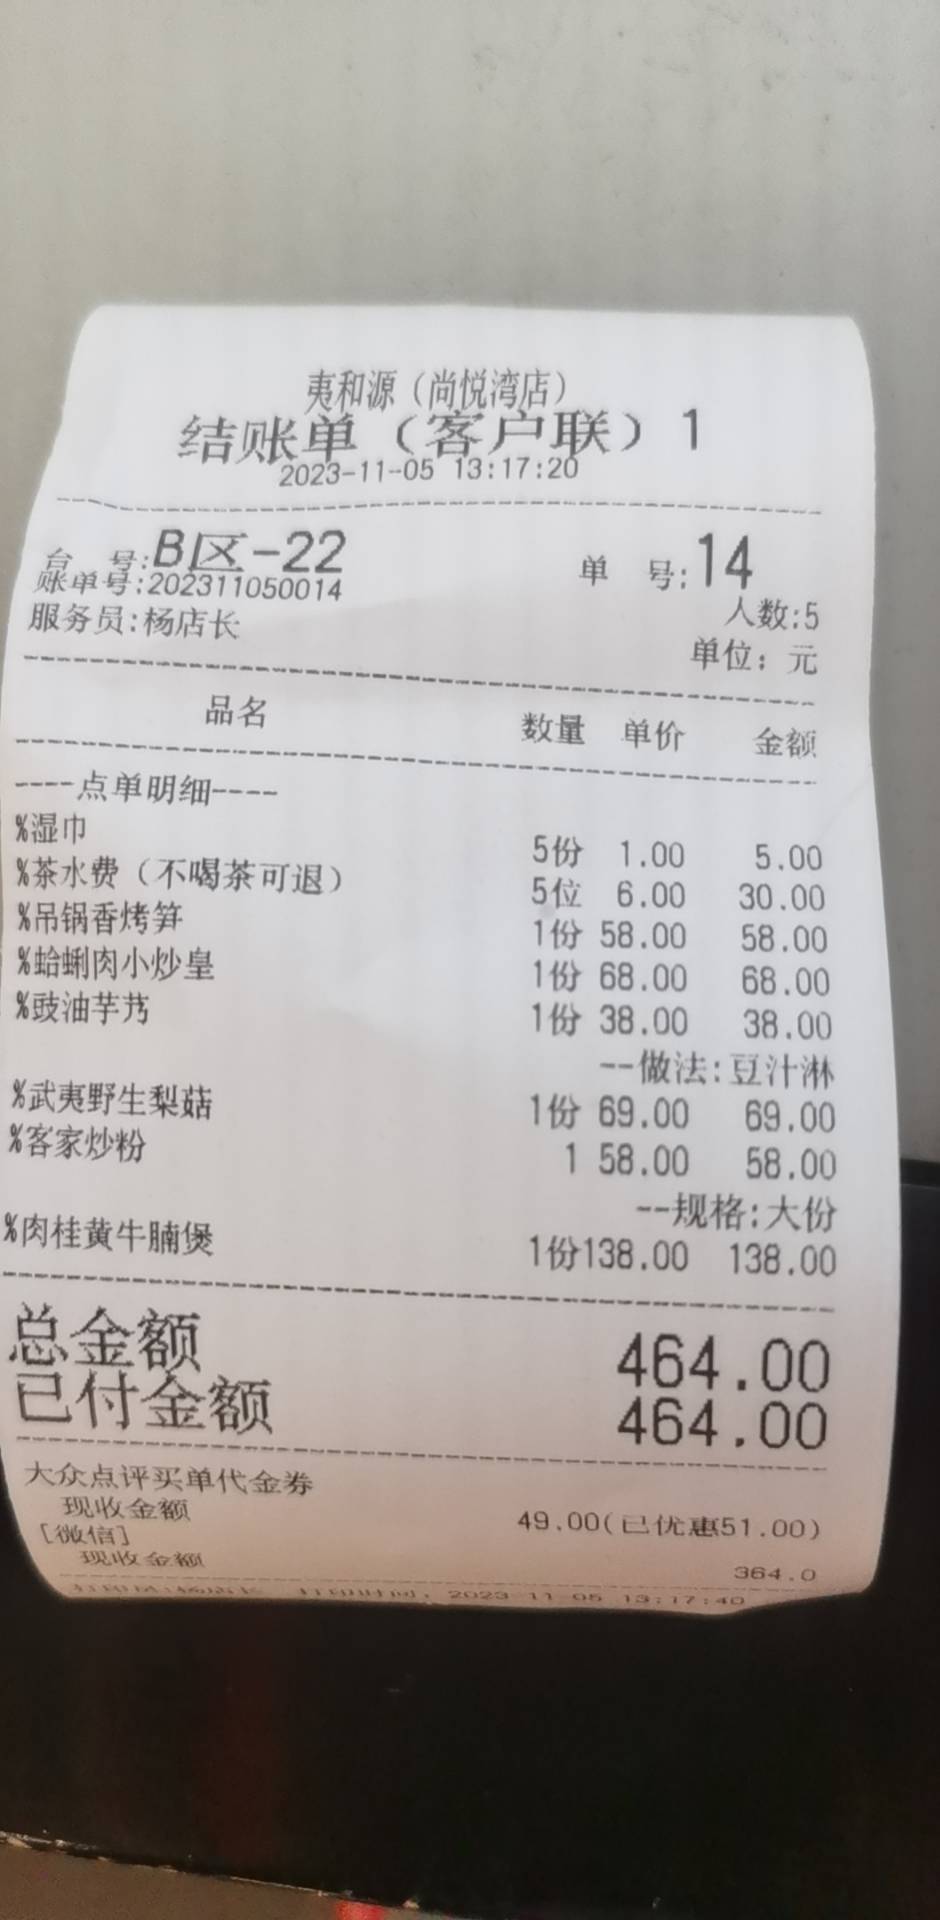 夷和源（尚悦湾店）
结账单（客户联）1
2023-11-05 13:17:20
台 号:B区-22 单 号:14
账单号:202311050014
人数:5
服务员:杨店长
单位：元
品名 数量 单价 金额
----点单明细----
%湿巾 5份 1.00 5.00
%茶水费（不喝茶可退） 5位 6.00 30.00
%吊锅香烤笋 1份 58.00 58.00
%蛤蜊肉小炒皇 1份 68.00 68.00
%豉油芋艿 1份 38.00 38.00
--做法:豆汁淋
%武夷野生梨菇 1份 69.00 69.00
%客家炒粉 1 58.00 58.00
--规格:大份
%肉桂黄牛腩煲 1份138.00 138.00
总金额 464.00
已付金额 464.00
大众点评买单代金券
现收金额 49.00(已优惠51.00)
[微信]
现收金额 364.0
打印时间: 2023-11-05 13:17:40